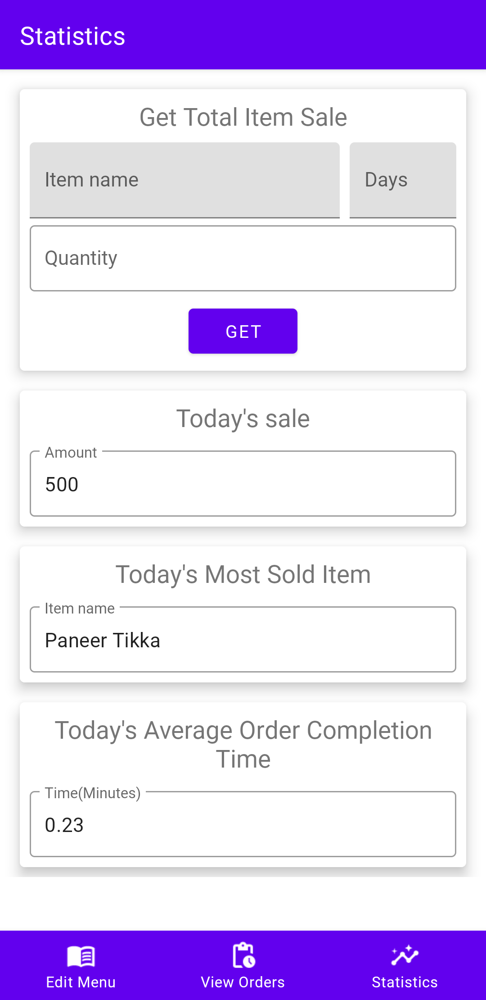 Statistics
Get Total Item Sale
Item name
Days
Quantity
GET
Today's sale
Amount
500
Today's Most Sold Item
Item name
Paneer Tikka
Today's Average Order Completion
Time
Time(Minutes)
0.23
Edit Menu
View Orders
Statistics